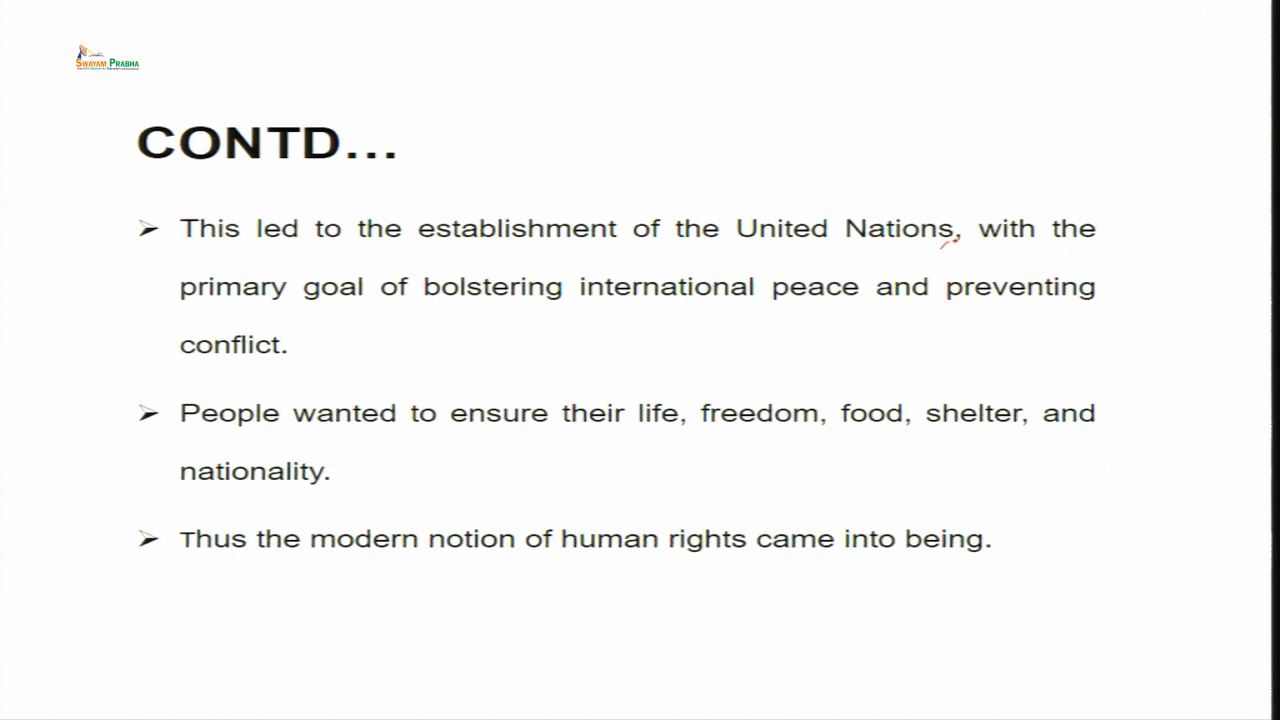 SWAYAM PRABHA
CONTD...
➢ This led to the establishment of the United Nations, with the
primary goal of bolstering international peace and preventing
conflict.
➢ People wanted to ensure their life, freedom, food, shelter, and
nationality.
➢ Thus the modern notion of human rights came into being.